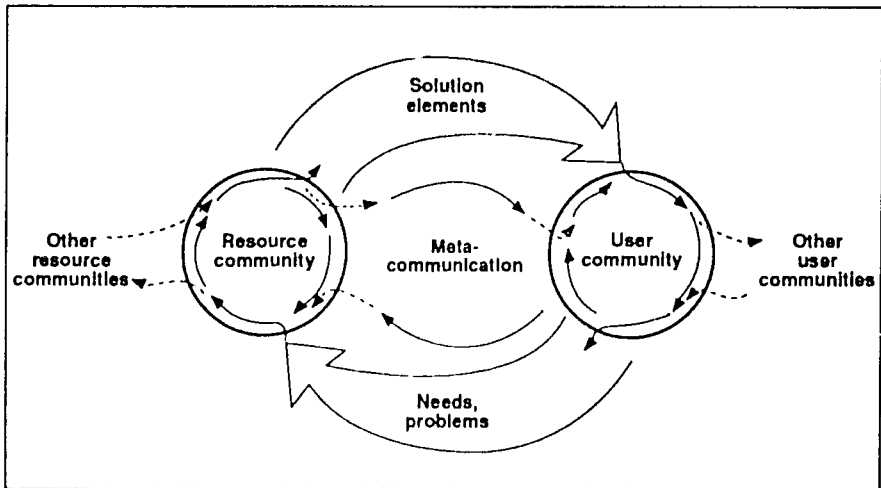 Solution
elements
Other
resource
communities
Resource
community
Meta-
communication
User
community
Other
user
communities
Needs,
problems